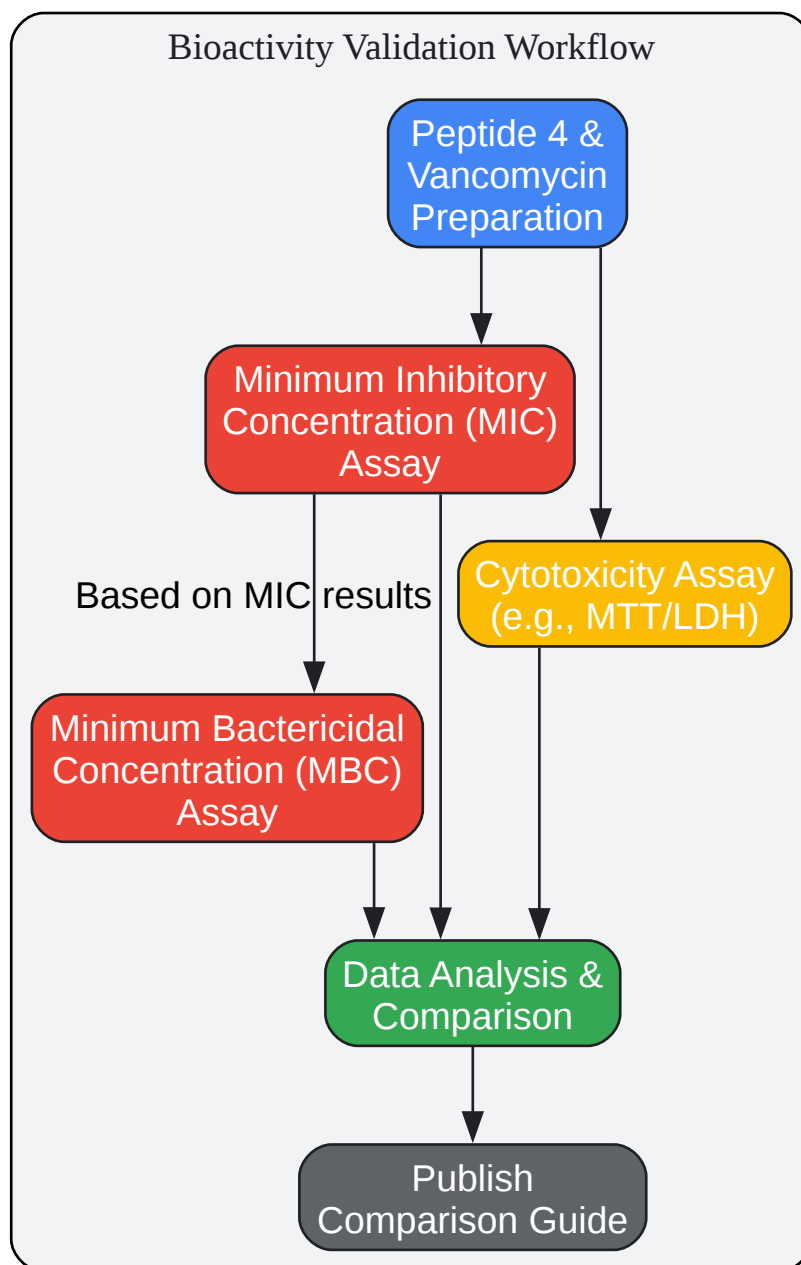 Bioactivity Validation Workflow
Peptide 4 &
Vancomycin
Preparation
Minimum Inhibitory
Concentration (MIC)
Assay
Cytotoxicity Assay
(e.g., MTT/LDH)
Based on MIC results
Minimum Bactericidal
Concentration (MBC)
Assay
Data Analysis &
Comparison
Publish
Comparison Guide